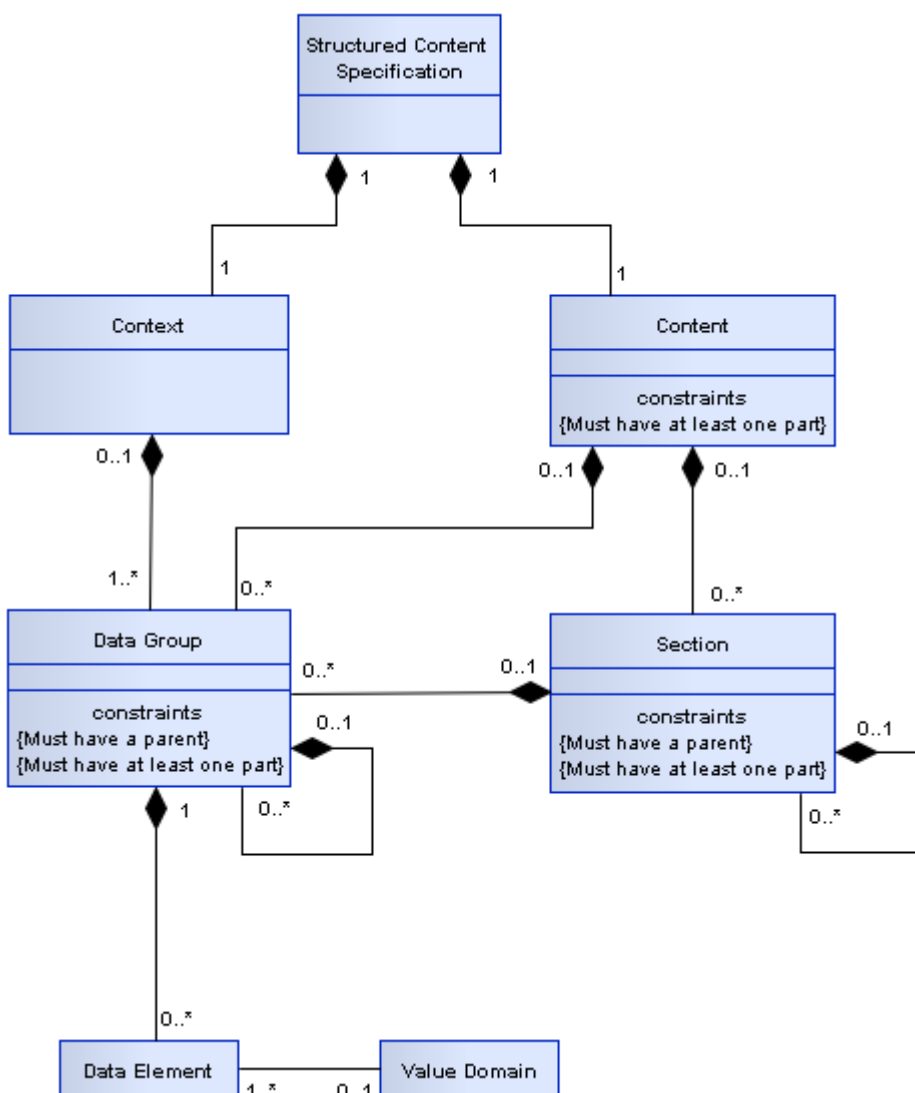 Structured Content
Specification
1
1
1
1
Context
Content
constraints
{Must have at least one part}
0..1
0..1
0..1
1..*
0..*
0..*
Data Group
Section
0..*
0..1
constraints
{Must have a parent}
{Must have at least one part}
0..1
constraints
{Must have a parent}
{Must have at least one part}
0..1
1
0..*
0..*
0..*
Data Element
Value Domain
1..*
0..1